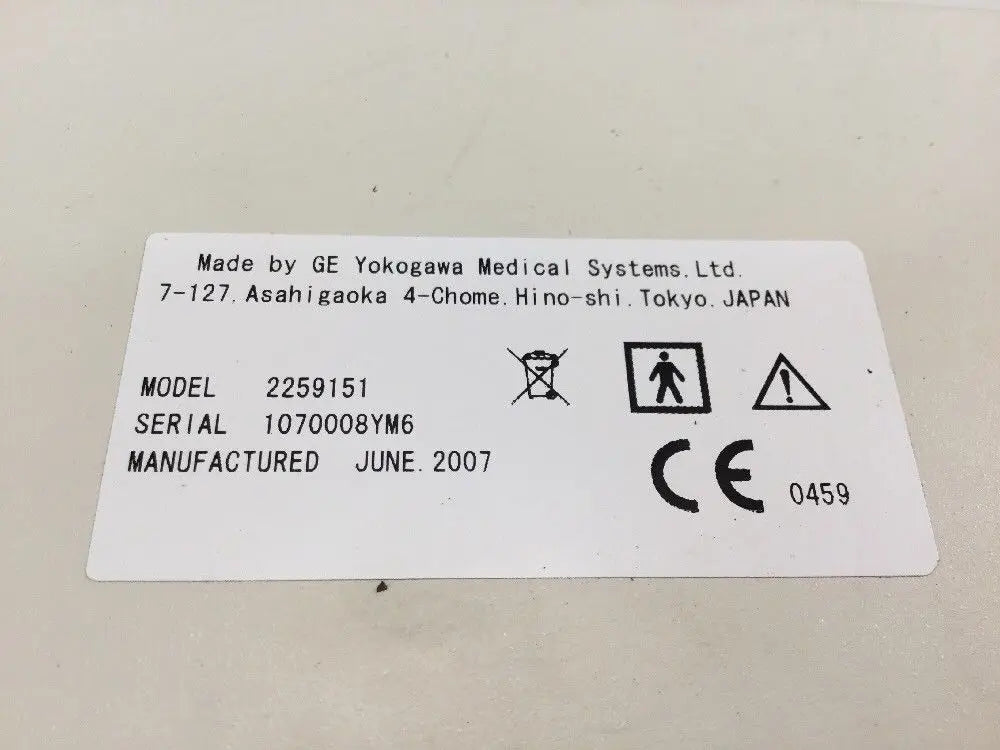 Made by GE Yokogawa Medical Systems, Ltd.
7-127, Asahigaoka 4-Chome, Hino-shi, Tokyo, JAPAN
MODEL 2259151
SERIAL 1070008YM6
MANUFACTURED JUNE. 2007
CE 0459